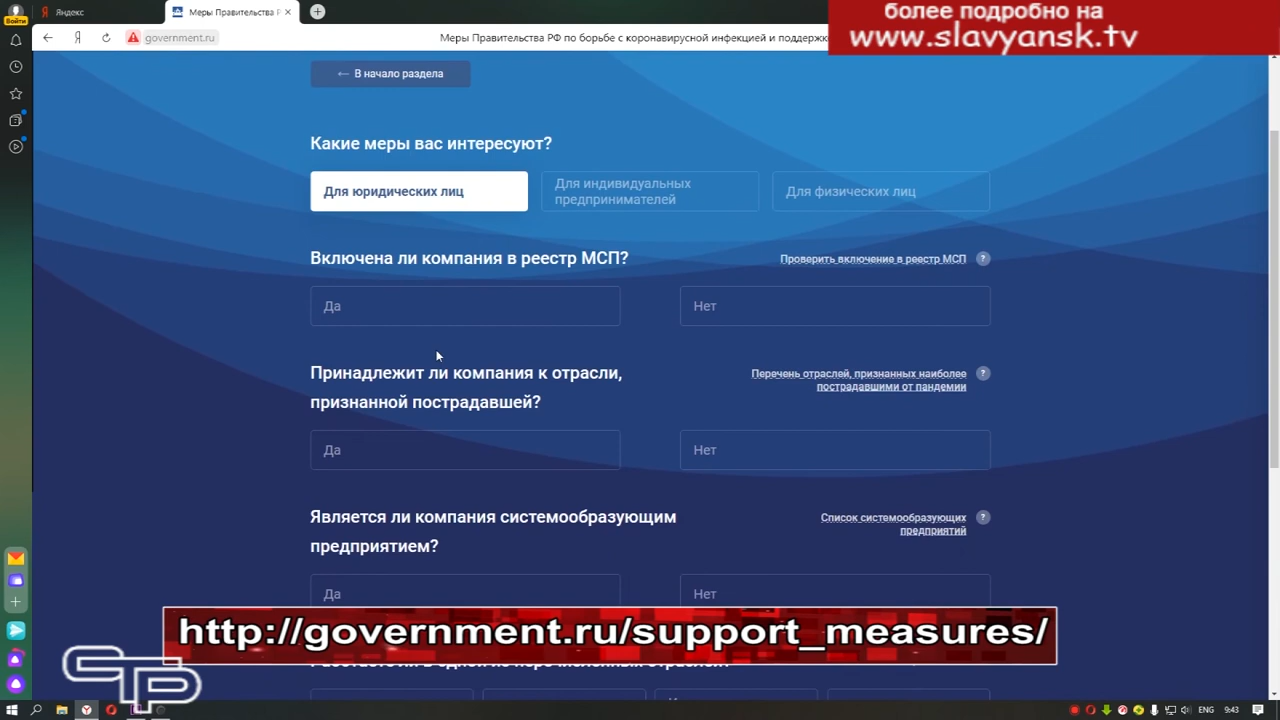 Яндекс
Меры Правительства Р
Войти
government.ru
Меры Правительства РФ по борьбе с коронавирусной инфекцией и поддержк
более подробно на
www.slavyansk.tv
← В начало раздела
Какие меры вас интересуют?
Для юридических лиц
Для индивидуальных
предпринимателей
Для физических лиц
Включена ли компания в реестр МСП?
Проверить включение в реестр МСП ?
Да
Нет
Принадлежит ли компания к отрасли,
признанной пострадавшей?
Перечень отраслей, признанных наиболее ?
пострадавшими от пандемии
Да
Нет
Является ли компания системообразующим
предприятием?
Список системообразующих ?
предприятий
Да
Нет
http://government.ru/support_measures/
ENG
9:43